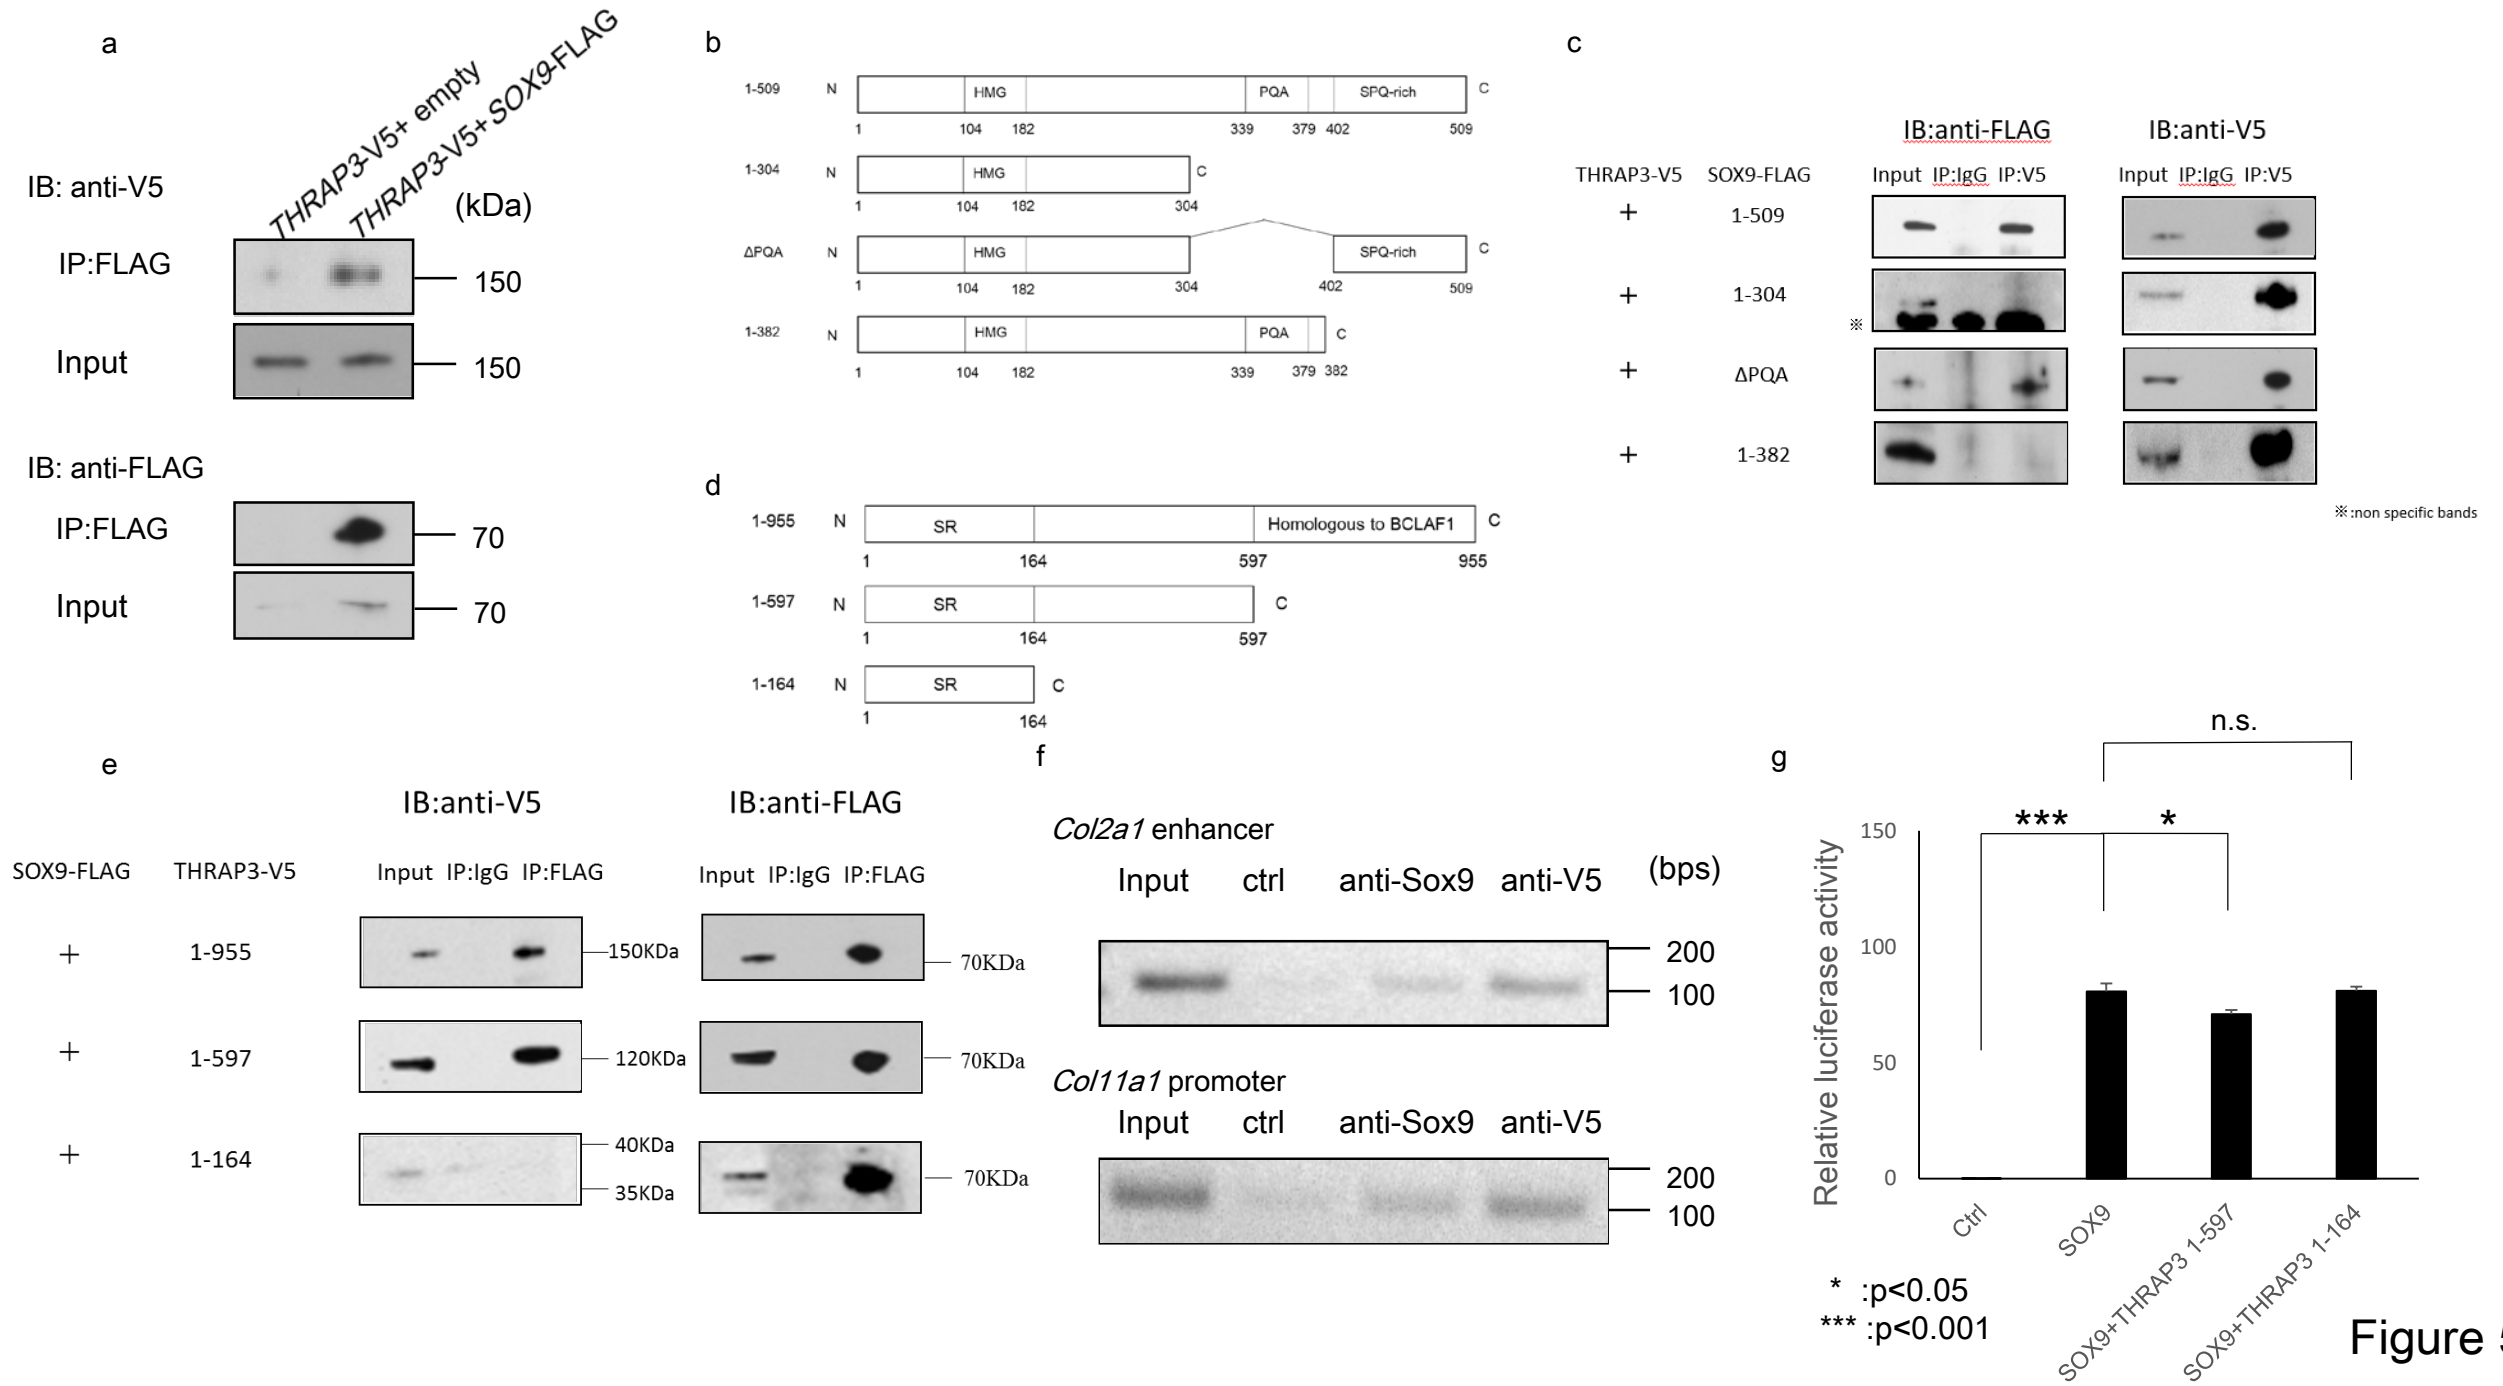 a
THRAP3-V5+ empty
THRAP3-V5+SOX9-FLAG
IB: anti-V5
(kDa)
IP:FLAG
150
Input
150
IB: anti-FLAG
IP:FLAG
70
Input
70
b
1-509 N HMG PQA SPQ-rich C
1 104 182 339 379 402 509
1-304 N HMG C
1 104 182 304
ΔPQA N HMG SPQ-rich C
1 104 182 304 402 509
1-382 N HMG PQA C
1 104 182 339 379 382
c
IB:anti-FLAG IB:anti-V5
THRAP3-V5 SOX9-FLAG Input IP:IgG IP:V5 Input IP:IgG IP:V5
+ 1-509
+ 1-304
※
+ ΔPQA
+ 1-382
※:non specific bands
d
1-955 N SR Homologous to BCLAF1 C
1 164 597 955
1-597 N SR C
1 164 597
1-164 N SR C
1 164
e
IB:anti-V5 IB:anti-FLAG
SOX9-FLAG THRAP3-V5 Input IP:IgG IP:FLAG Input IP:IgG IP:FLAG
+ 1-955 150KDa 70KDa
+ 1-597 120KDa 70KDa
+ 1-164 40KDa 70KDa
35KDa
f
Col2a1 enhancer
Input ctrl anti-Sox9 anti-V5 (bps)
200
100
Col11a1 promoter
Input ctrl anti-Sox9 anti-V5
200
100
g
n.s.
*** *
Relative luciferase activity
150
100
50
0
Ctrl
SOX9
SOX9+THRAP3 1-597
SOX9+THRAP3 1-164
* :p<0.05
*** :p<0.001
Figure